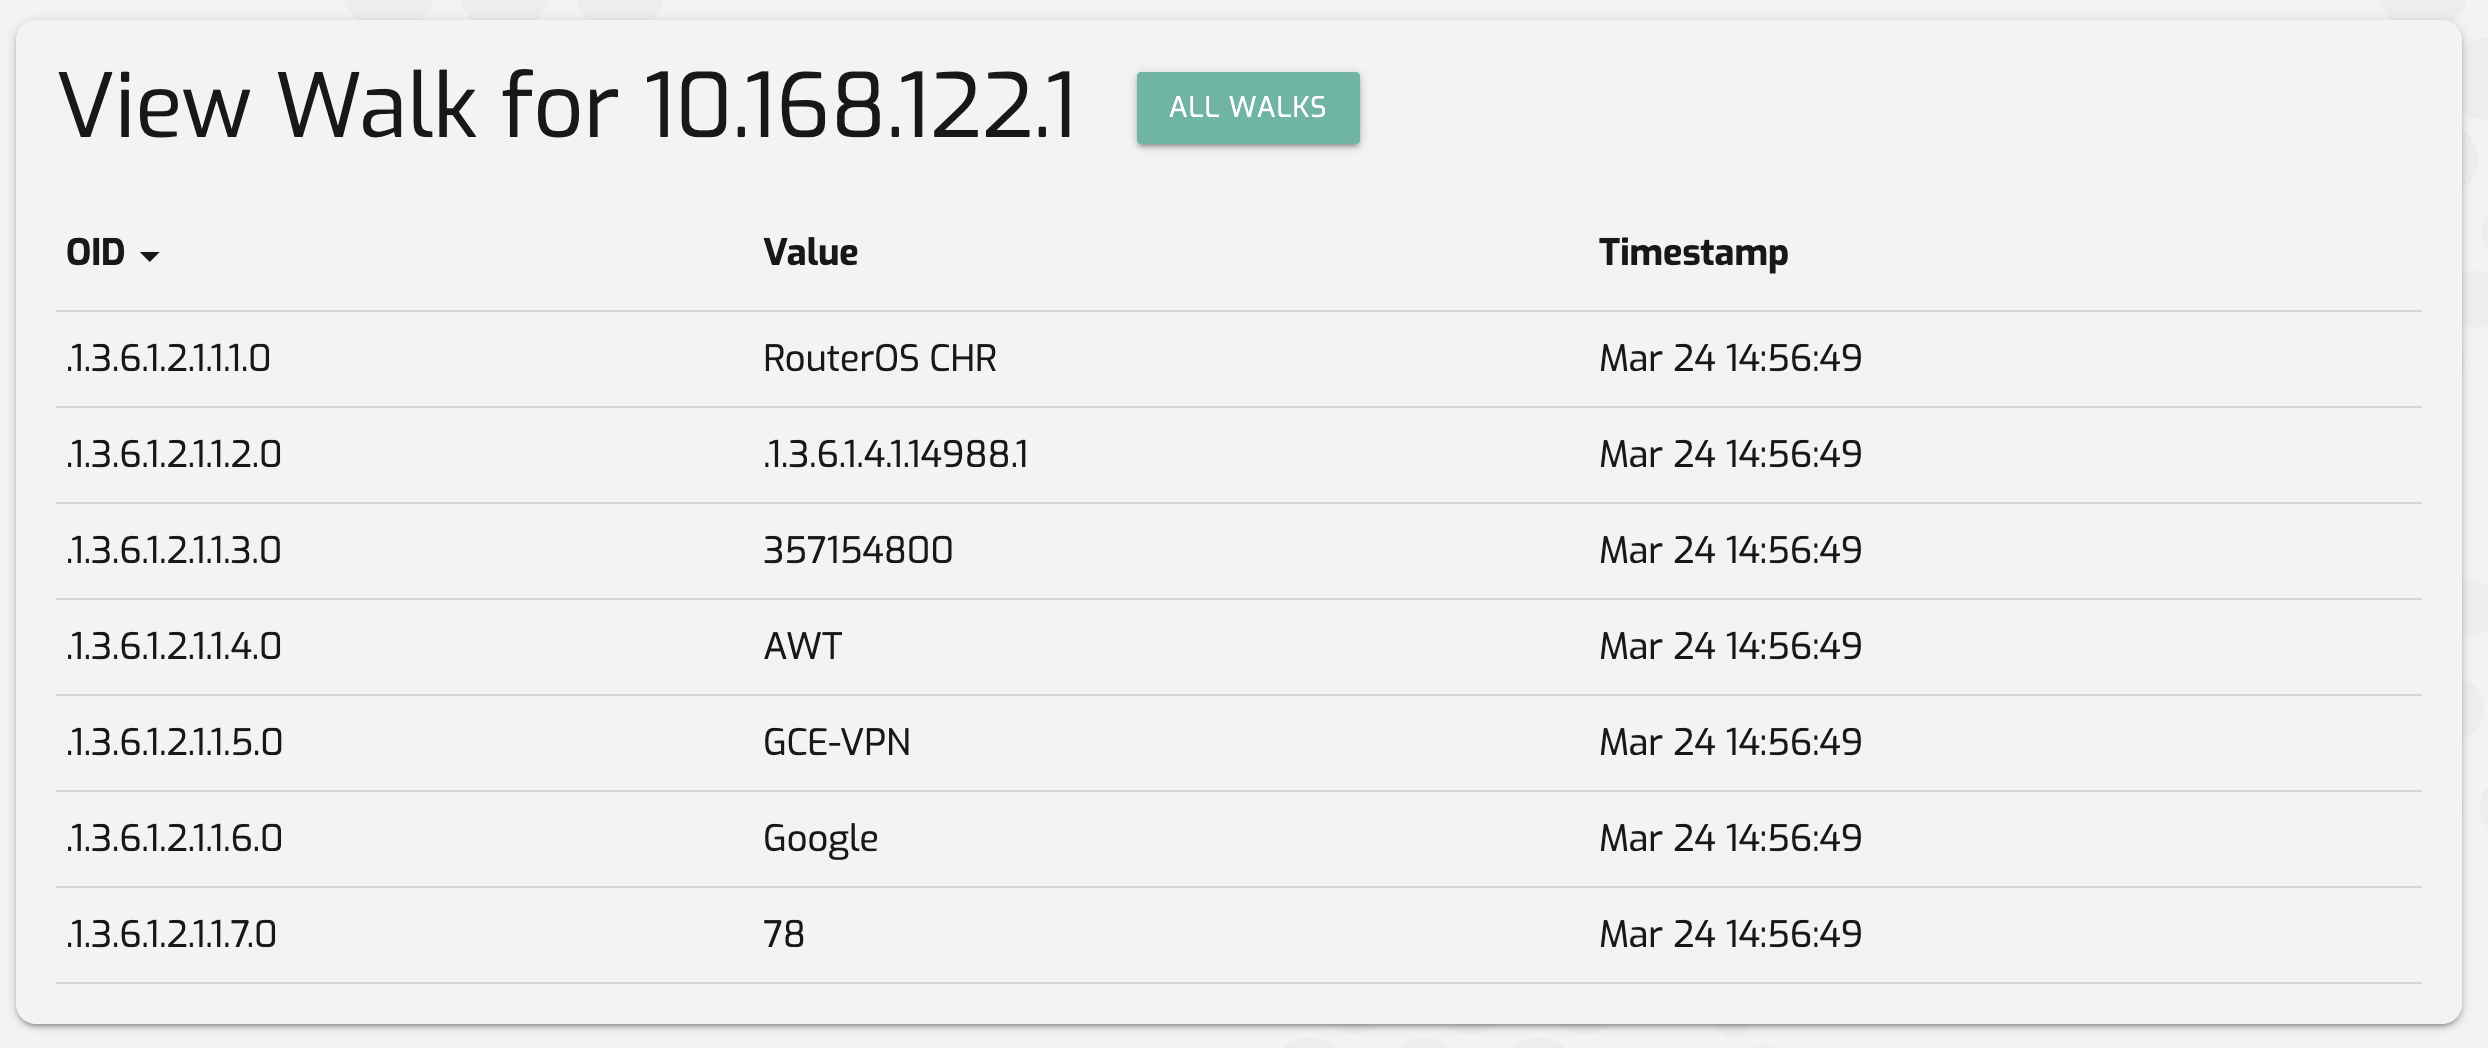 View Walk for 10.168.122.1 ALL WALKS
OID Value Timestamp
.1.3.6.1.2.1.1.1.0 RouterOS CHR Mar 24 14:56:49
.1.3.6.1.2.1.1.2.0 .1.3.6.1.4.1.14988.1 Mar 24 14:56:49
.1.3.6.1.2.1.1.3.0 357154800 Mar 24 14:56:49
.1.3.6.1.2.1.1.4.0 AWT Mar 24 14:56:49
.1.3.6.1.2.1.1.5.0 GCE-VPN Mar 24 14:56:49
.1.3.6.1.2.1.1.6.0 Google Mar 24 14:56:49
.1.3.6.1.2.1.1.7.0 78 Mar 24 14:56:49